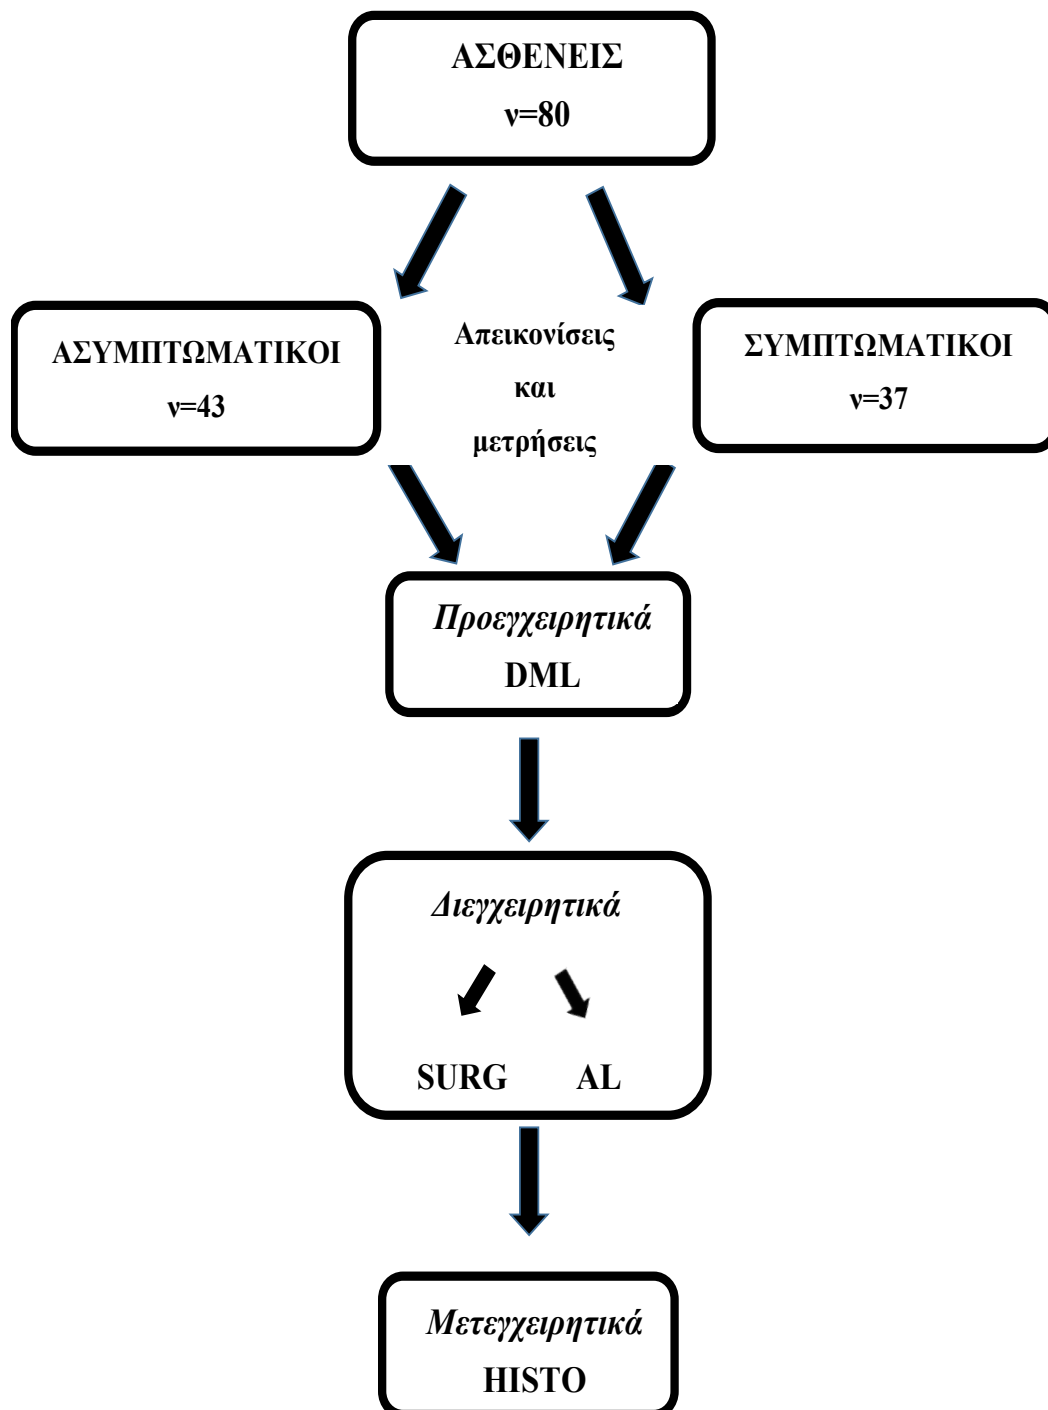 ΑΣΘΕΝΕΙΣ
ν=80
ΑΣΥΜΠΤΩΜΑΤΙΚΟΙ
ν=43
Απεικονίσεις
και
μετρήσεις
ΣΥΜΠΤΩΜΑΤΙΚΟΙ
ν=37
Προεγχειρητικά
DML
Διεγχειρητικά
SURG AL
Μετεγχειρητικά
HISTO